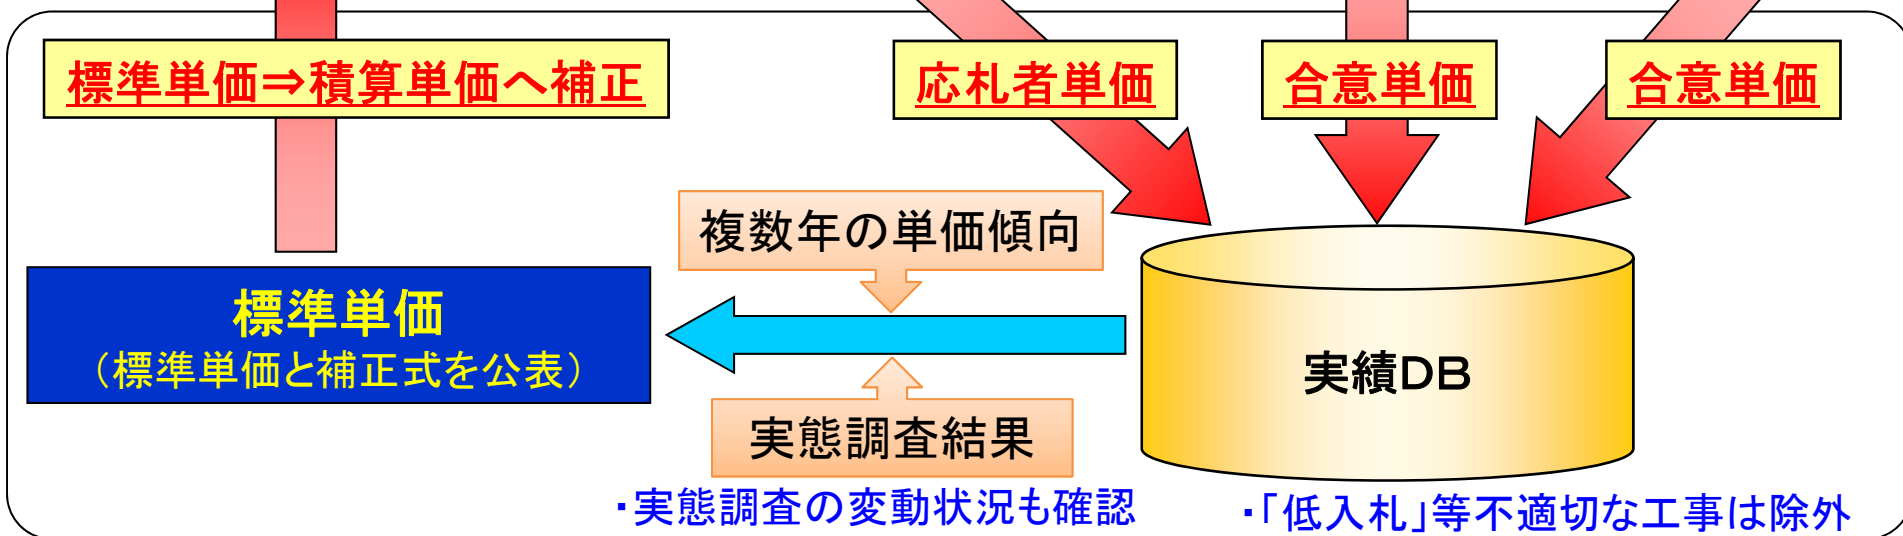 標準単価⇒積算単価へ補正
応札者単価
合意単価
合意単価
複数年の単価傾向
標準単価
（標準単価と補正式を公表）
実績ＤＢ
実態調査結果
・実態調査の変動状況も確認
・「低入札」等不適切な工事は除外